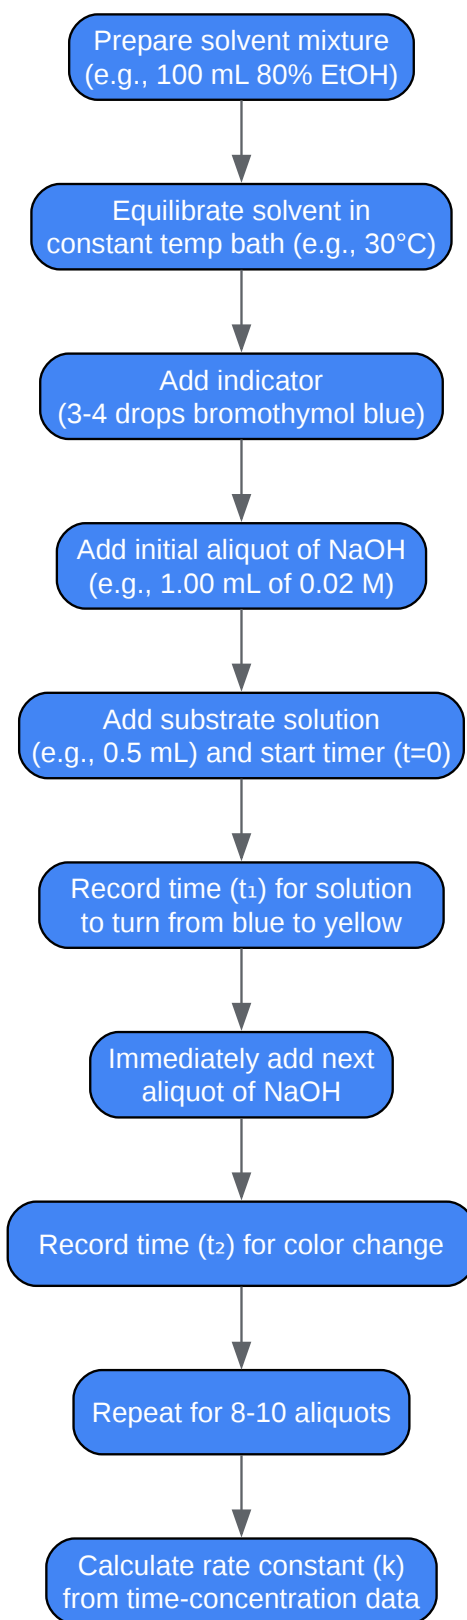 Prepare solvent mixture
(e.g., 100 mL 80% EtOH)
Equilibrate solvent in
constant temp bath (e.g., 30°C)
Add indicator
(3-4 drops bromothymol blue)
Add initial aliquot of NaOH
(e.g., 1.00 mL of 0.02 M)
Add substrate solution
(e.g., 0.5 mL) and start timer (t=0)
Record time (t₁) for solution
to turn from blue to yellow
Immediately add next
aliquot of NaOH
Record time (t₂) for color change
Repeat for 8-10 aliquots
Calculate rate constant (k)
from time-concentration data